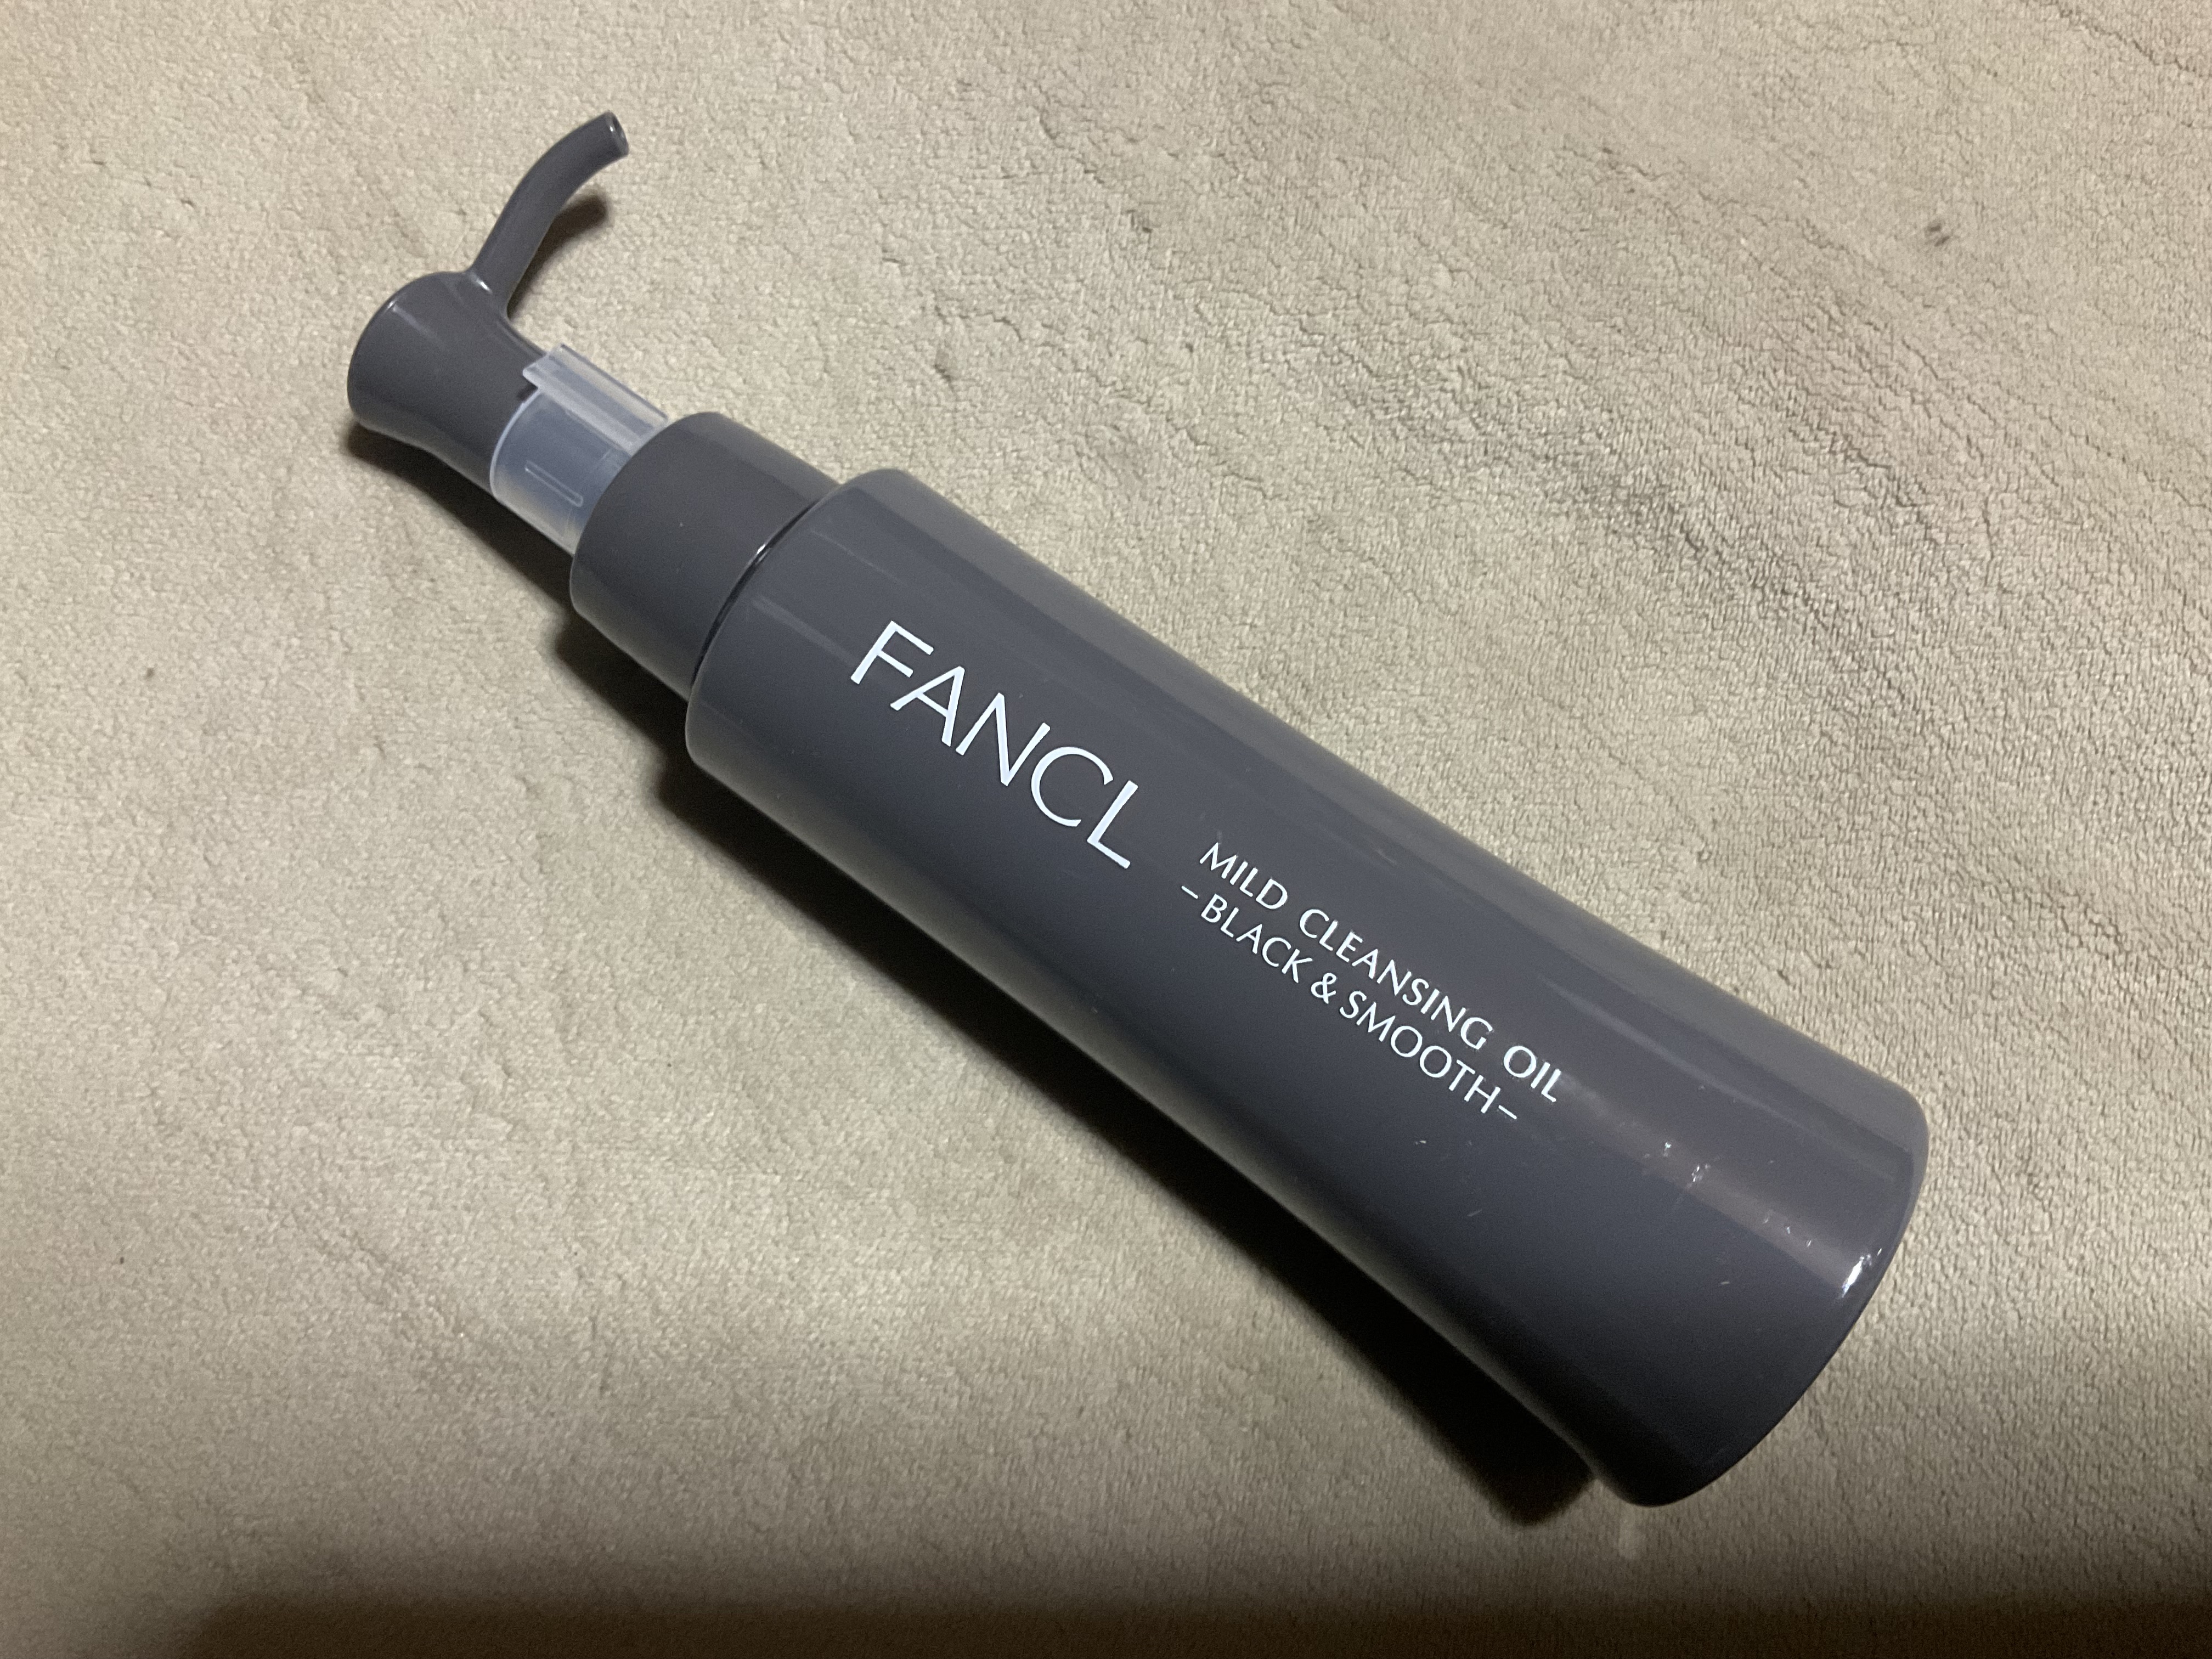 FANCL
MILD CLEANSING OIL
-BLACK & SMOOTH-